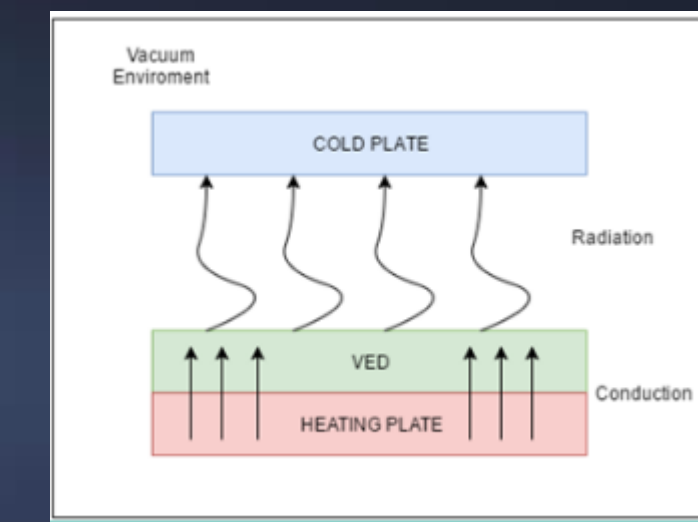 Vacuum
Enviroment
COLD PLATE
Radiation
VED
Conduction
HEATING PLATE